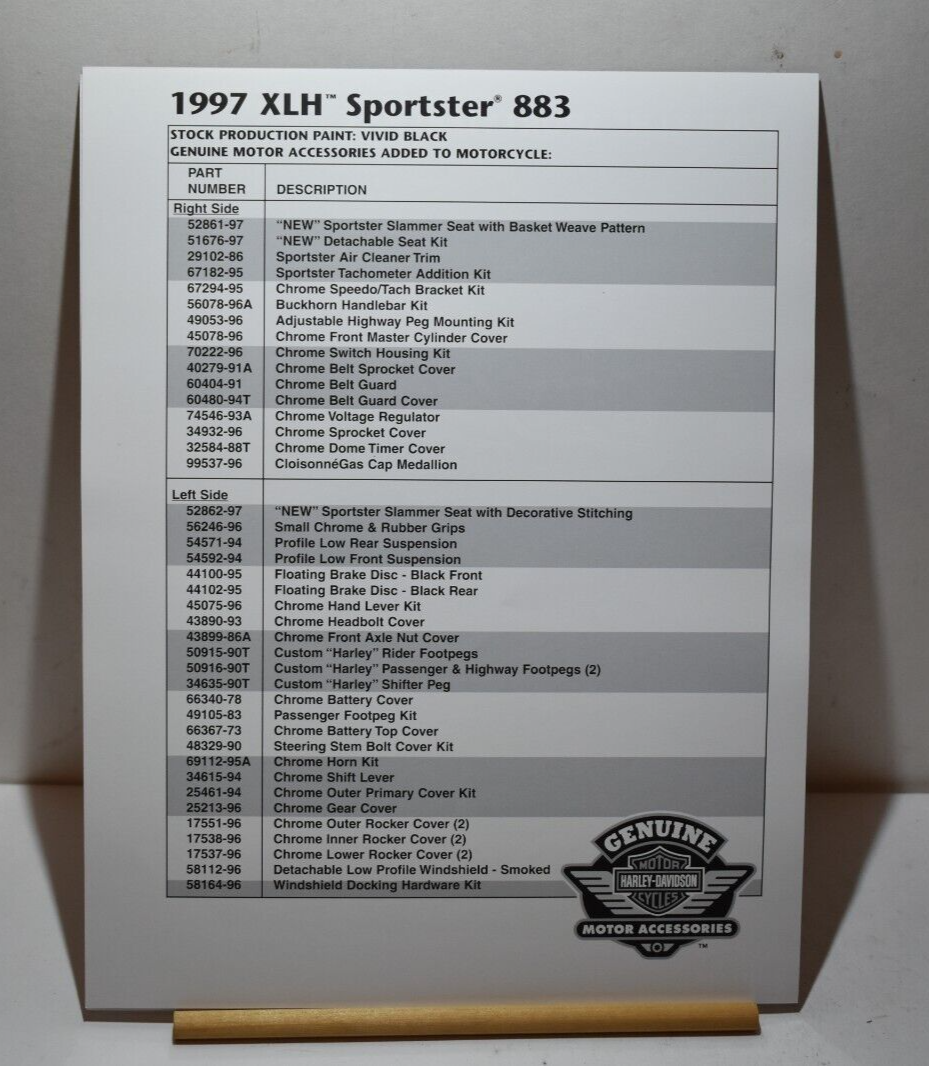 1997 XLH™ Sportster® 883
STOCK PRODUCTION PAINT: VIVID BLACK
GENUINE MOTOR ACCESSORIES ADDED TO MOTORCYCLE:
PART
NUMBER DESCRIPTION
Right Side
52861-97 “NEW” Sportster Slammer Seat with Basket Weave Pattern
51676-97 “NEW” Detachable Seat Kit
29102-86 Sportster Air Cleaner Trim
67182-95 Sportster Tachometer Addition Kit
67294-95 Chrome Speedo/Tach Bracket Kit
56078-96A Buckhorn Handlebar Kit
49053-96 Adjustable Highway Peg Mounting Kit
45078-96 Chrome Front Master Cylinder Cover
70222-96 Chrome Switch Housing Kit
40279-91A Chrome Belt Sprocket Cover
60404-91 Chrome Belt Guard
60480-94T Chrome Belt Guard Cover
74546-93A Chrome Voltage Regulator
34932-96 Chrome Sprocket Cover
32584-88T Chrome Dome Timer Cover
99537-96 CloisonnéGas Cap Medallion
Left Side
52862-97 “NEW” Sportster Slammer Seat with Decorative Stitching
56246-96 Small Chrome & Rubber Grips
54571-94 Profile Low Rear Suspension
54592-94 Profile Low Front Suspension
44100-95 Floating Brake Disc - Black Front
44102-95 Floating Brake Disc - Black Rear
45075-96 Chrome Hand Lever Kit
43890-93 Chrome Headbolt Cover
43899-86A Chrome Front Axle Nut Cover
50915-90T Custom “Harley” Rider Footpegs
50916-90T Custom “Harley” Passenger & Highway Footpegs (2)
34635-90T Custom “Harley” Shifter Peg
66340-78 Chrome Battery Cover
49105-83 Passenger Footpeg Kit
66367-73 Chrome Battery Top Cover
48329-90 Steering Stem Bolt Cover Kit
69112-95A Chrome Horn Kit
34615-94 Chrome Shift Lever
25461-94 Chrome Outer Primary Cover Kit
25213-96 Chrome Gear Cover
17551-96 Chrome Outer Rocker Cover (2)
17538-96 Chrome Inner Rocker Cover (2)
17537-96 Chrome Lower Rocker Cover (2)
58112-96 Detachable Low Profile Windshield - Smoked
58164-96 Windshield Docking Hardware Kit
GENUINE
MOTOR
HARLEY-DAVIDSON
CYCLES
MOTOR ACCESSORIES
™